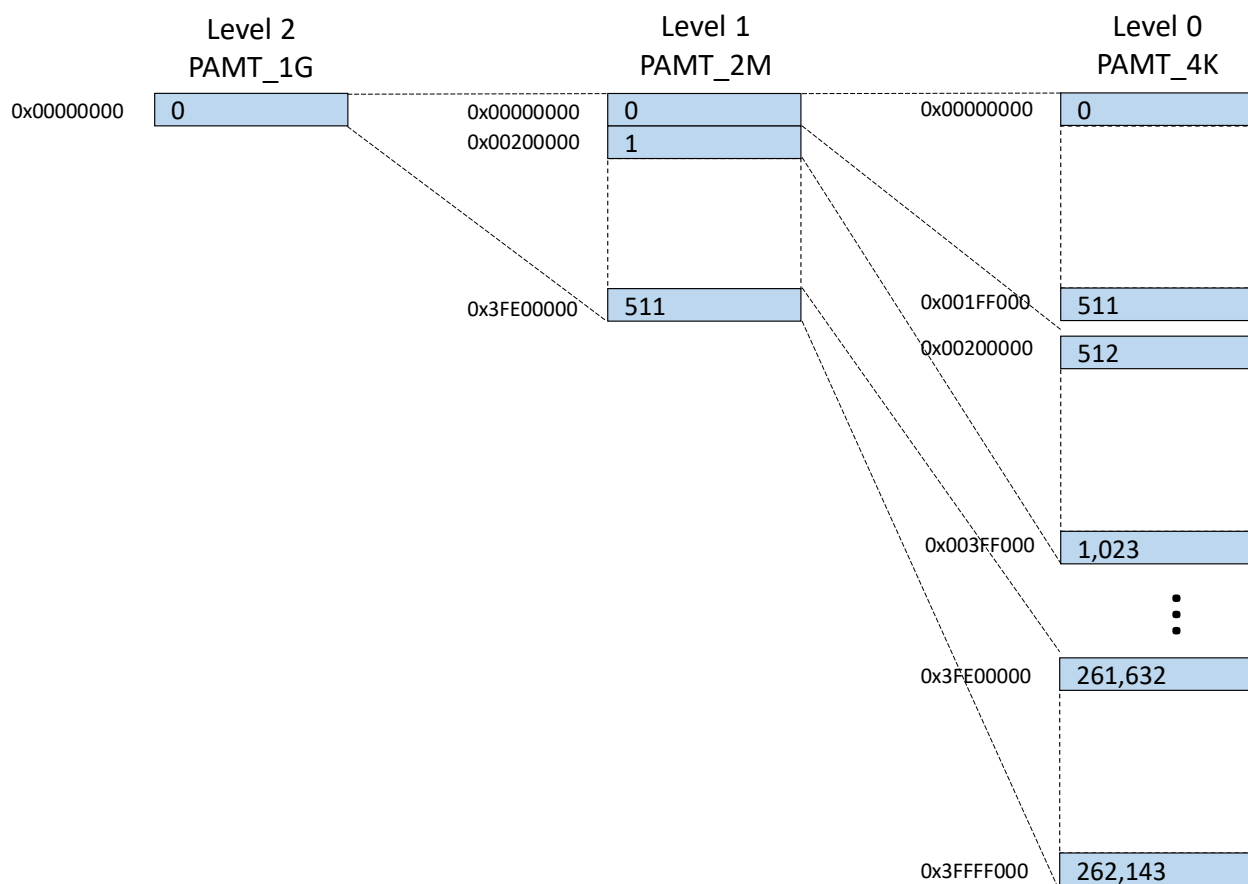 Level 2
PAMT_1G
Level 1
PAMT_2M
Level 0
PAMT_4K
0x00000000
0
0x00000000
0
0x00200000
1
0x3FE00000
511
0x00000000
0
0x001FF000
511
0x00200000
512
0x003FF000
1,023
0x3FE00000
261,632
0x3FFFF000
262,143